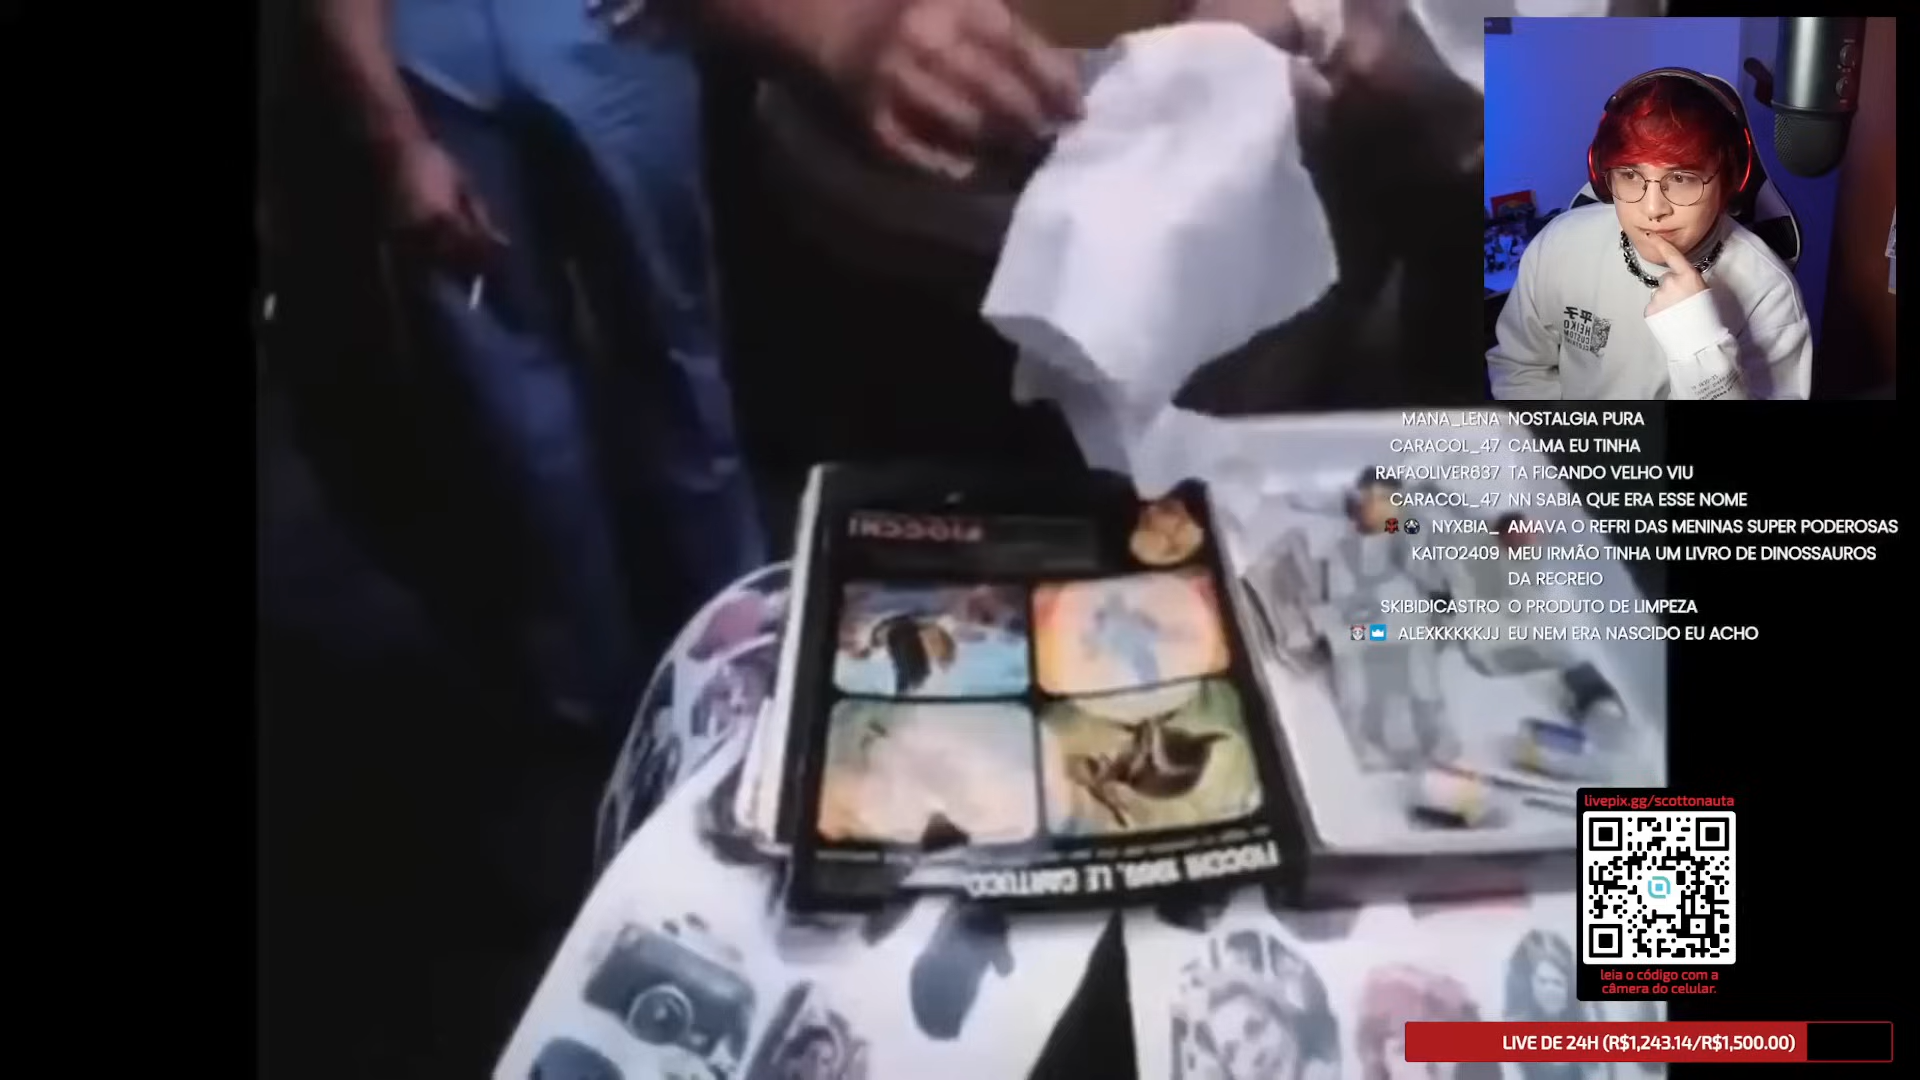 MANA_LENA NOSTALGIA PURA
CARACOL_47 CALMA EU TINHA
RAFAOLIVER637 TA FICANDO VELHO VIU
CARACOL_47 NN SABIA QUE ERA ESSE NOME
NYXBIA_ AMAVA O REFRI DAS MENINAS SUPER PODEROSAS
KAITO2409 MEU IRMÃO TINHA UM LIVRO DE DINOSSAUROS
DA RECREIO
SKIBIDICASTRO O PRODUTO DE LIMPEZA
ALEXKKKKKJJ EU NEM ERA NASCIDO EU ACHO
FIOCCHI
livepix.gg/scottonauta
leia o código com a
câmera do celular.
LIVE DE 24H (R$1,243.14/R$1,500.00)